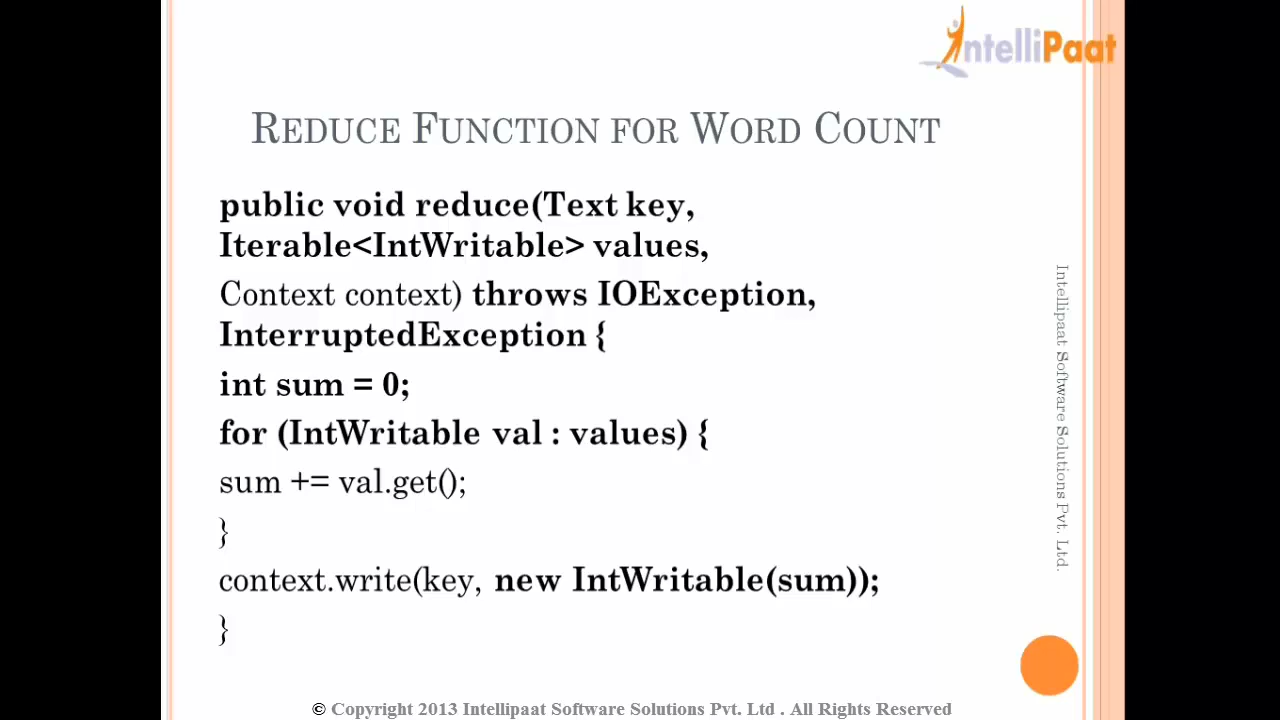 IntelliPaat
REDUCE FUNCTION FOR WORD COUNT
public void reduce(Text key,
Iterable<IntWritable> values,
Context context) throws IOException,
InterruptedException {
int sum = 0;
for (IntWritable val : values) {
sum += val.get();
}
context.write(key, new IntWritable(sum));
}
Intellipaat Software Solutions Pvt. Ltd.
© Copyright 2013 Intellipaat Software Solutions Pvt. Ltd . All Rights Reserved